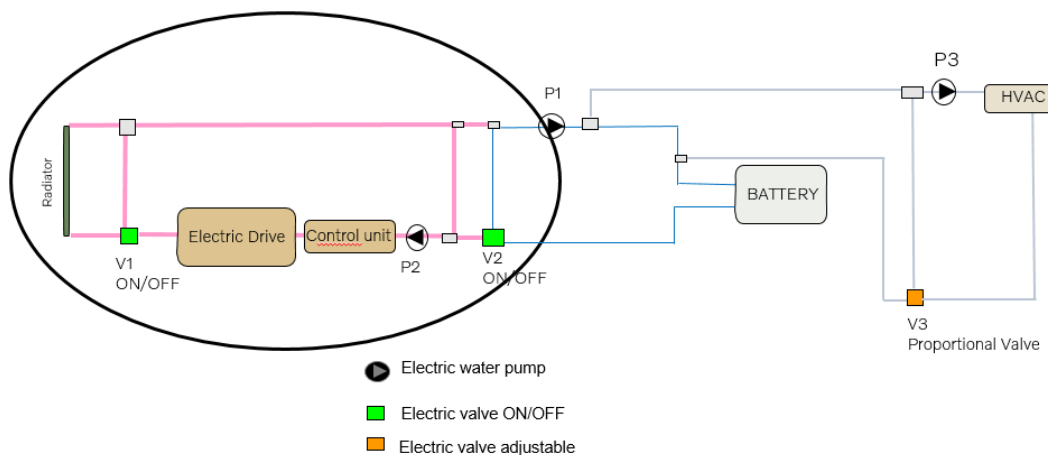 P3
P1
HVAC
Radiator
BATTERY
Electric Drive
Control unit
P2
V1
ON/OFF
V2
ON/OFF
V3
Proportional Valve
Electric water pump
Electric valve ON/OFF
Electric valve adjustable